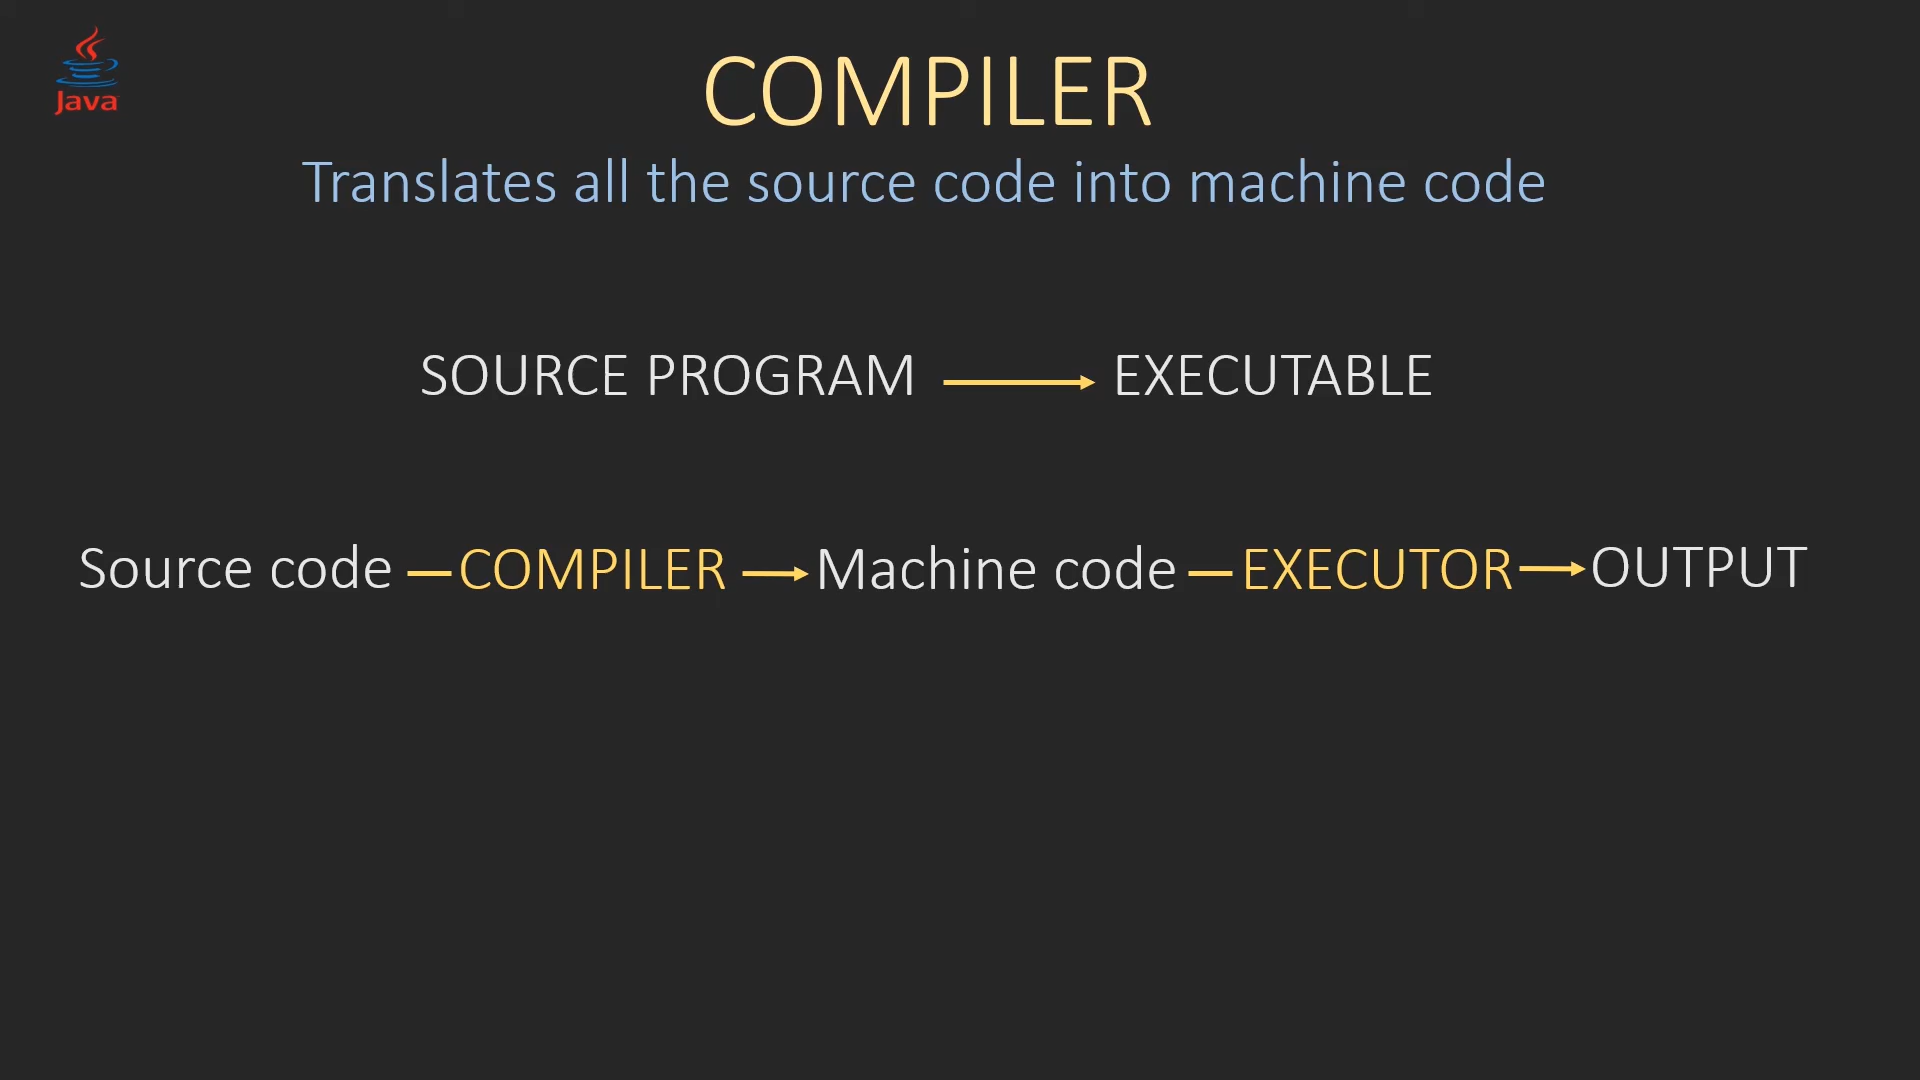 Java
COMPILER
Translates all the source code into machine code
SOURCE PROGRAM EXECUTABLE
Source code COMPILER Machine code EXECUTOR OUTPUT